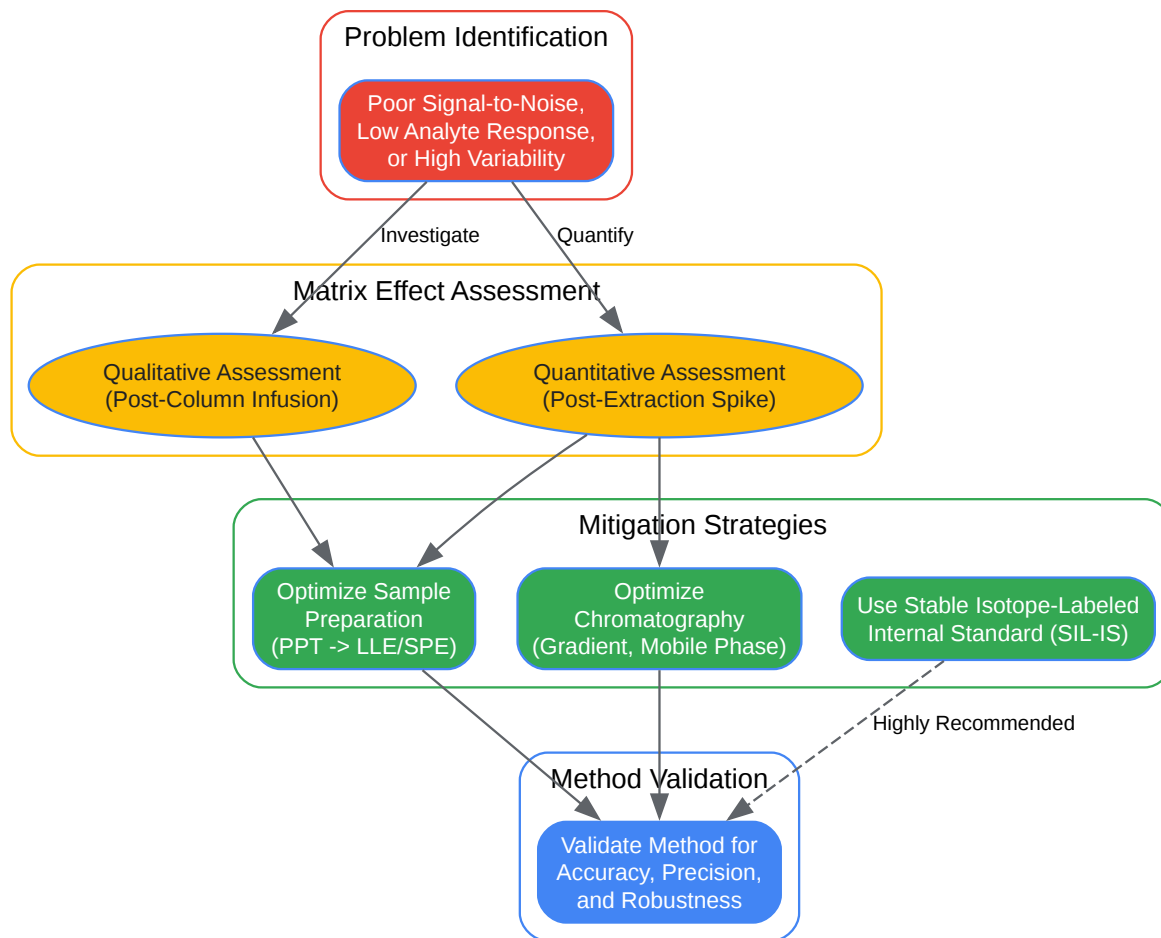 Problem Identification
Poor Signal-to-Noise,
Low Analyte Response,
or High Variability
Investigate
Quantify
Matrix Effect Assessment
Qualitative Assessment
(Post-Column Infusion)
Quantitative Assessment
(Post-Extraction Spike)
Mitigation Strategies
Optimize Sample
Preparation
(PPT -> LLE/SPE)
Optimize
Chromatography
(Gradient, Mobile Phase)
Use Stable Isotope-Labeled
Internal Standard (SIL-IS)
Highly Recommended
Method Validation
Validate Method for
Accuracy, Precision,
and Robustness